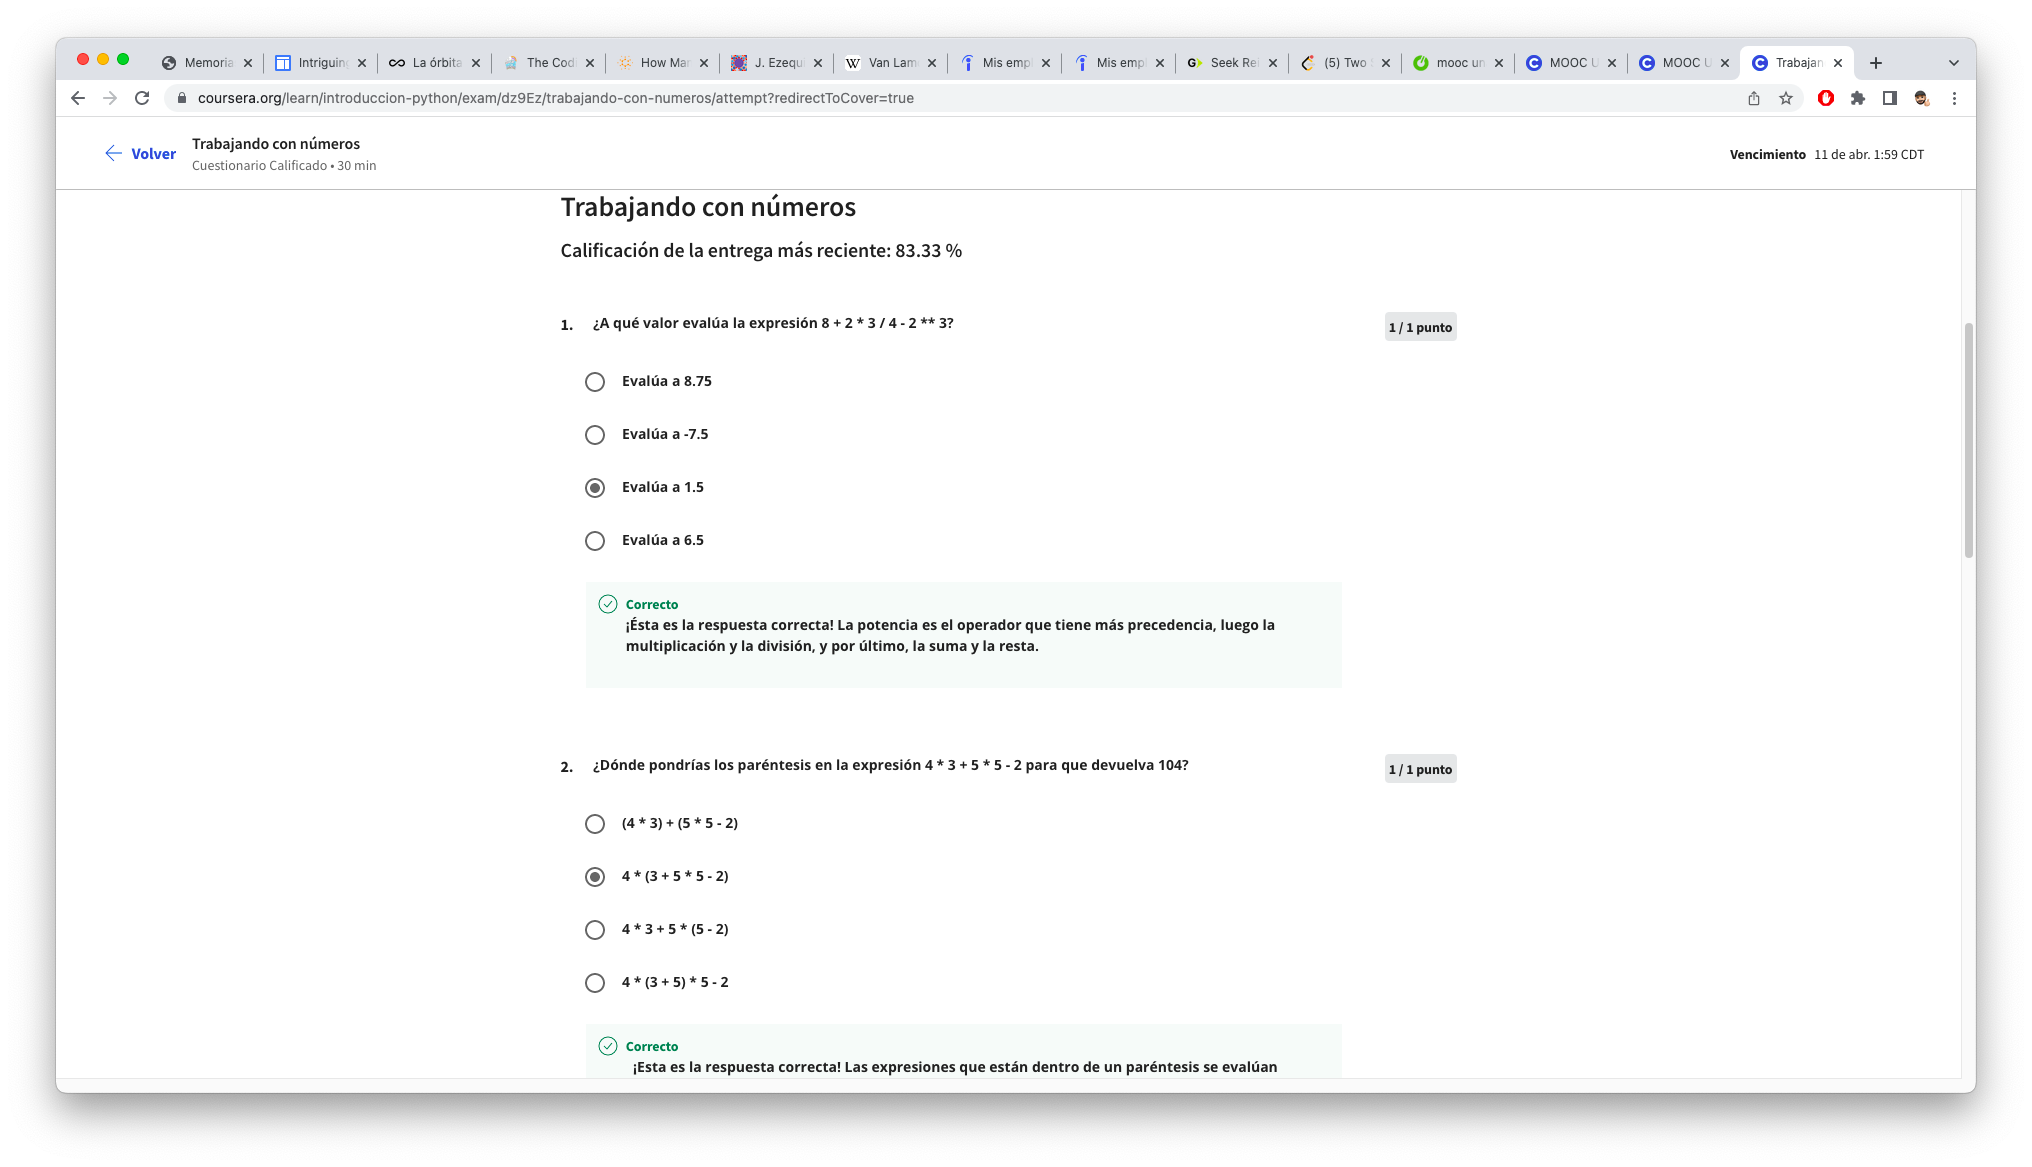 Memoria
Intriguin
La órbita
The Codi
How Mar
J. Ezequi
W Van Lam
Mis emp
Mis emp
G Seek Re
(5) Two
mooc un
MOOC U
MOOC U
Trabajan
coursera.org/learn/introduccion-python/exam/dz9Ez/trabajando-con-numeros/attempt?redirectToCover=true
Volver
Trabajando con números
Cuestionario Calificado • 30 min
Vencimiento 11 de abr. 1:59 CDT
Trabajando con números
Calificación de la entrega más reciente: 83.33 %
1. ¿A qué valor evalúa la expresión 8 + 2 * 3 / 4 - 2 ** 3?
1 / 1 punto
Evalúa a 8.75
Evalúa a -7.5
Evalúa a 1.5
Evalúa a 6.5
Correcto
¡Ésta es la respuesta correcta! La potencia es el operador que tiene más precedencia, luego la
multiplicación y la división, y por último, la suma y la resta.
2. ¿Dónde pondrías los paréntesis en la expresión 4 * 3 + 5 * 5 - 2 para que devuelva 104?
1 / 1 punto
(4 * 3) + (5 * 5 - 2)
4 * (3 + 5 * 5 - 2)
4 * 3 + 5 * (5 - 2)
4 * (3 + 5) * 5 - 2
Correcto
¡Esta es la respuesta correcta! Las expresiones que están dentro de un paréntesis se evalúan